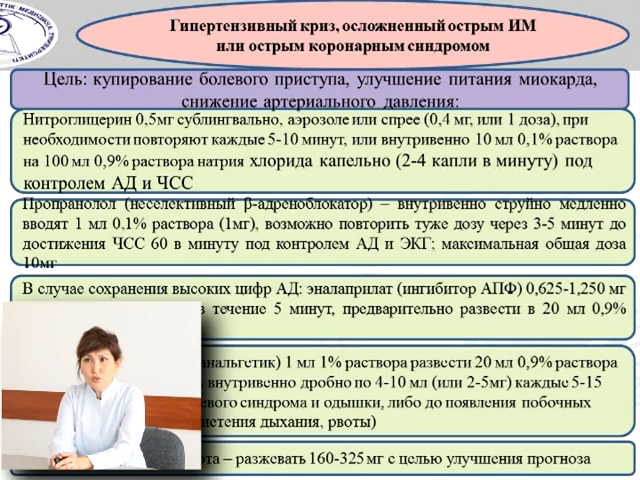 Гипертензивный криз, осложненный острым ИМ
или острым коронарным синдромом
Цель: купирование болевого приступа, улучшение питания миокарда,
снижение артериального давления:
Нитроглицерин 0,5мг сублингвально, аэрозоле или спрее (0,4 мг, или 1 доза), при
необходимости повторяют каждые 5-10 минут, или внутривенно 10 мл 0,1% раствора
на 100 мл 0,9% раствора натрия хлорида капельно (2-4 капли в минуту) под
контролем АД и ЧСС
Пропранолол (неселективный β-адреноблокатор) – внутривенно струйно медленно
вводят 1 мл 0,1% раствора (1мг), возможно повторить туже дозу через 3-5 минут до
достижения ЧСС 60 в минуту под контролем АД и ЭКГ; максимальная общая доза
10мг
В случае сохранения высоких цифр АД: эналаприлат (ингибитор АПФ) 0,625-1,250 мг
в течение 5 минут, предварительно развести в 20 мл 0,9%
анальгетик) 1 мл 1% раствора развести 20 мл 0,9% раствора
внутривенно дробно по 4-10 мл (или 2-5мг) каждые 5-15
синдрома и одышки, либо до появления побочных
дыхания, рвоты)
– разжевать 160-325 мг с целью улучшения прогноза